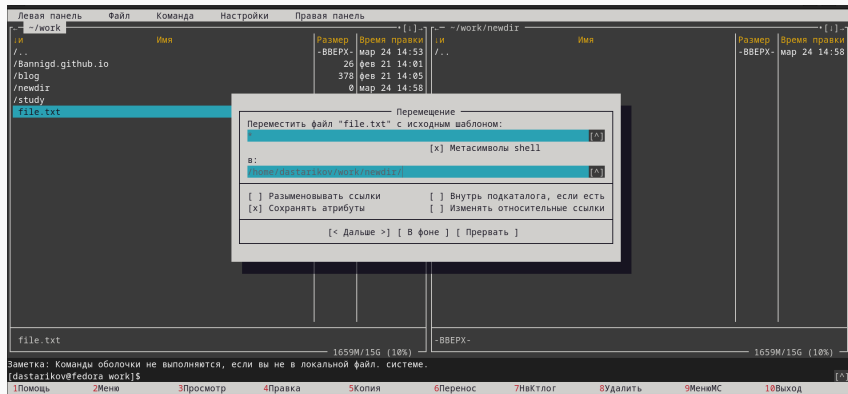 Левая панель Файл Команда Настройки Правая панель
~/work
~/work/newdir
↓и Имя Размер Время правки
↓и Имя Размер Время правки
/.. -ВВЕРХ- мар 24 14:53
/.. -ВВЕРХ- мар 24 14:58
/Bannigd.github.io 26 фев 21 14:01
/blog 378 фев 21 14:05
/newdir 0 мар 24 14:58
/study
file.txt
Перемещение
Переместить файл "file.txt" с исходным шаблоном:
* [^]
[x] Метасимволы shell
в:
/home/dastarikov/work/newdir/ [^]
[ ] Разыменовывать ссылки [ ] Внутрь подкаталога, если есть
[x] Сохранять атрибуты [ ] Изменять относительные ссылки
[< Дальше >] [ В фоне ] [ Прервать ]
file.txt
-ВВЕРХ-
1659M/15G (10%)
1659M/15G (10%)
Заметка: Команды оболочки не выполняются, если вы не в локальной файл. системе.
[dastarikov@fedora work]$ [^]
1Помощь 2Меню 3Просмотр 4Правка 5Копия 6Перенос 7НвКтлог 8Удалить 9МенюMC 10Выход